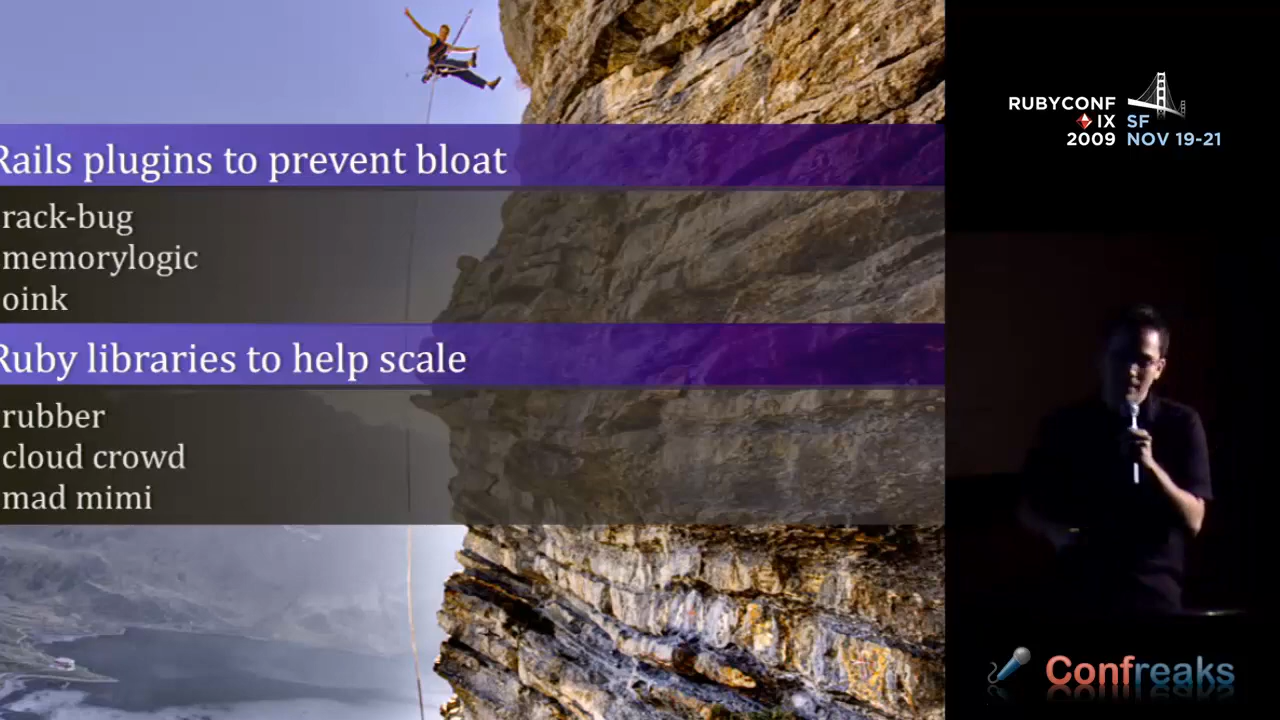 Rails plugins to prevent bloat
rack-bug
memorylogic
oink
Ruby libraries to help scale
rubber
cloud crowd
mad mimi
RUBYCONF
IX SF
2009 NOV 19-21
Confreaks